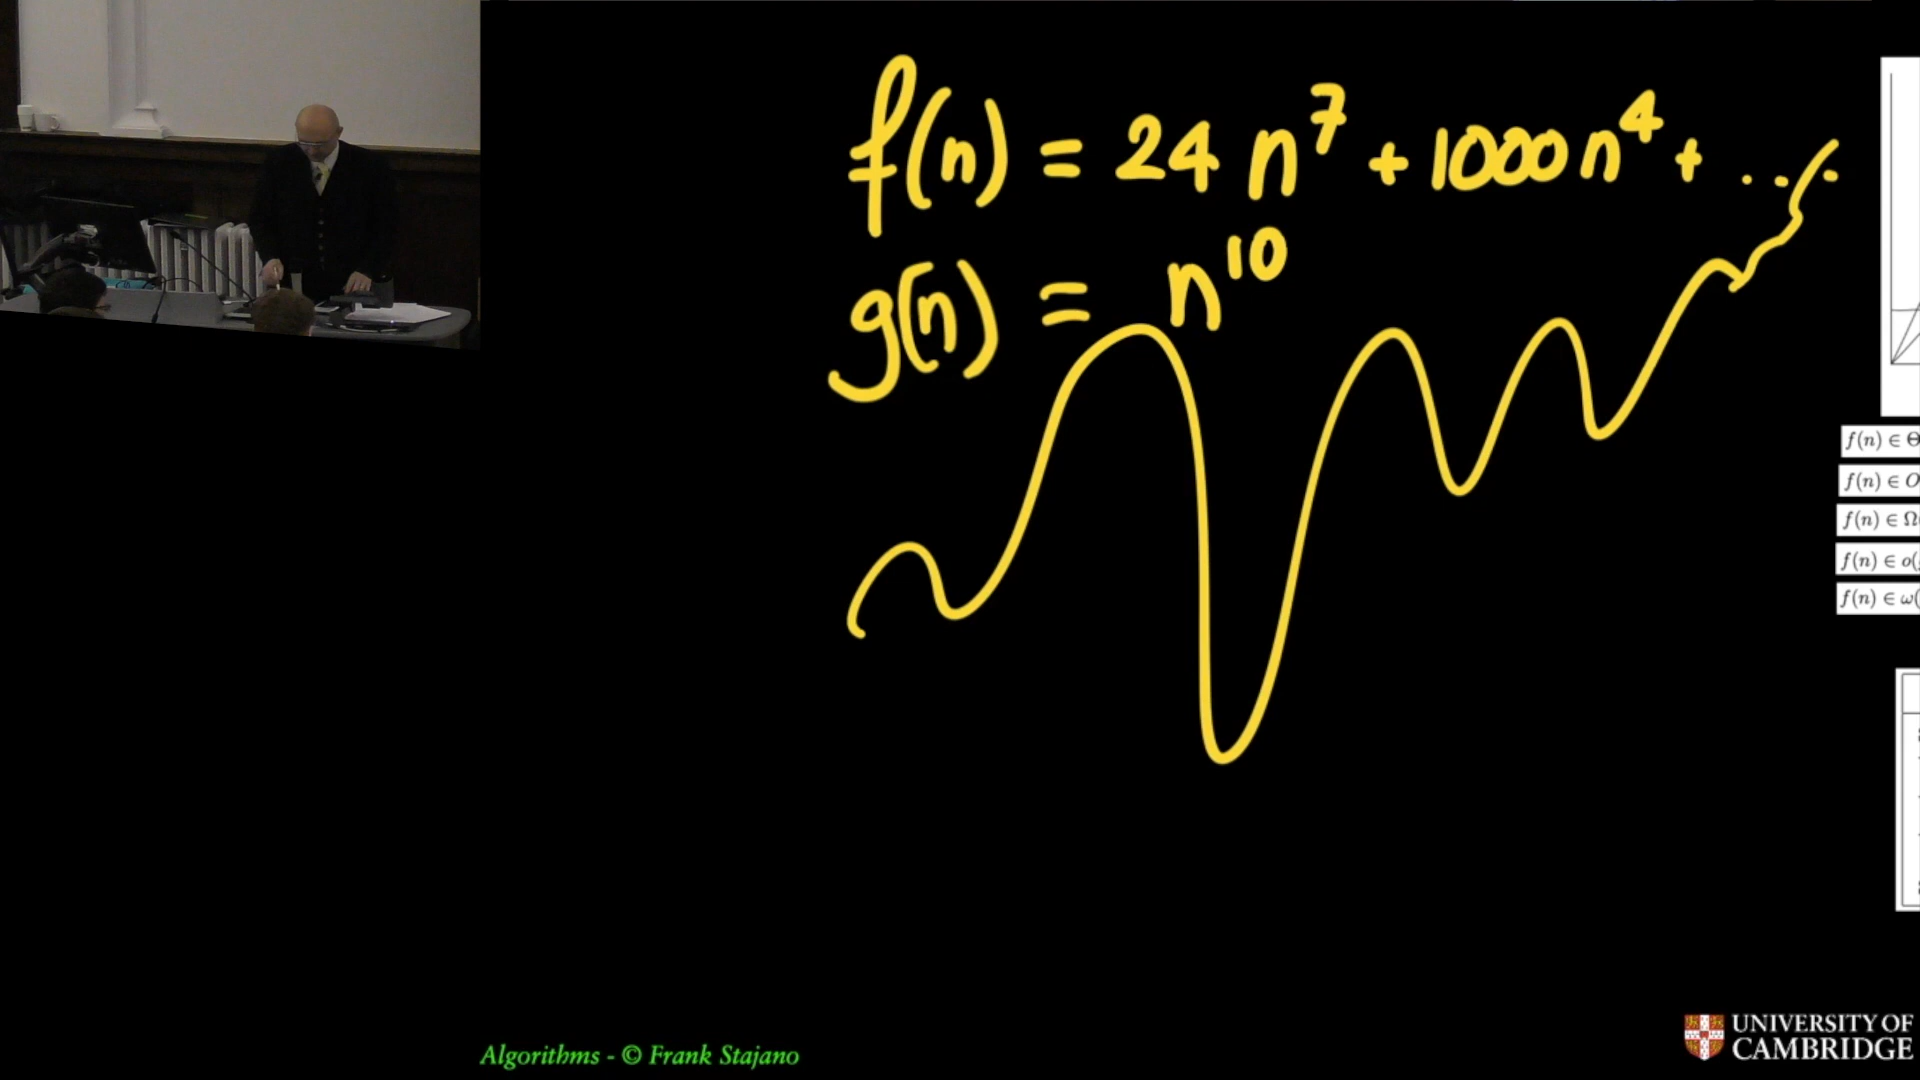 f(n) = 24 n⁷ + 1000 n⁴ + ...
g(n) = n¹⁰
f(n) ∈ Θ
f(n) ∈ O
f(n) ∈ Ω(
f(n) ∈ o(
f(n) ∈ ω(
Algorithms - © Frank Stajano
UNIVERSITY OF
CAMBRIDGE